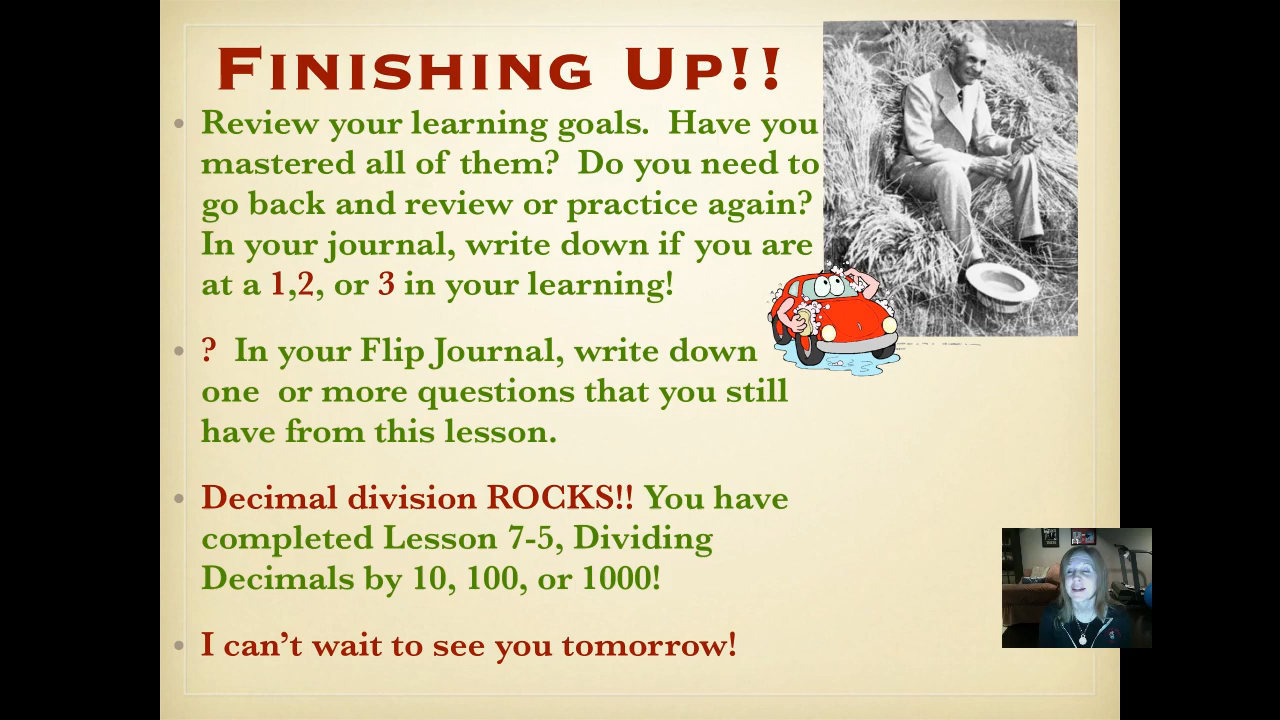 Finishing Up!!
• Review your learning goals.  Have you
mastered all of them?  Do you need to
go back and review or practice again?
In your journal, write down if you are
at a 1,2, or 3 in your learning!
• ?  In your Flip Journal, write down
one  or more questions that you still
have from this lesson.
• Decimal division ROCKS!! You have
completed Lesson 7-5, Dividing
Decimals by 10, 100, or 1000!
• I can’t wait to see you tomorrow!